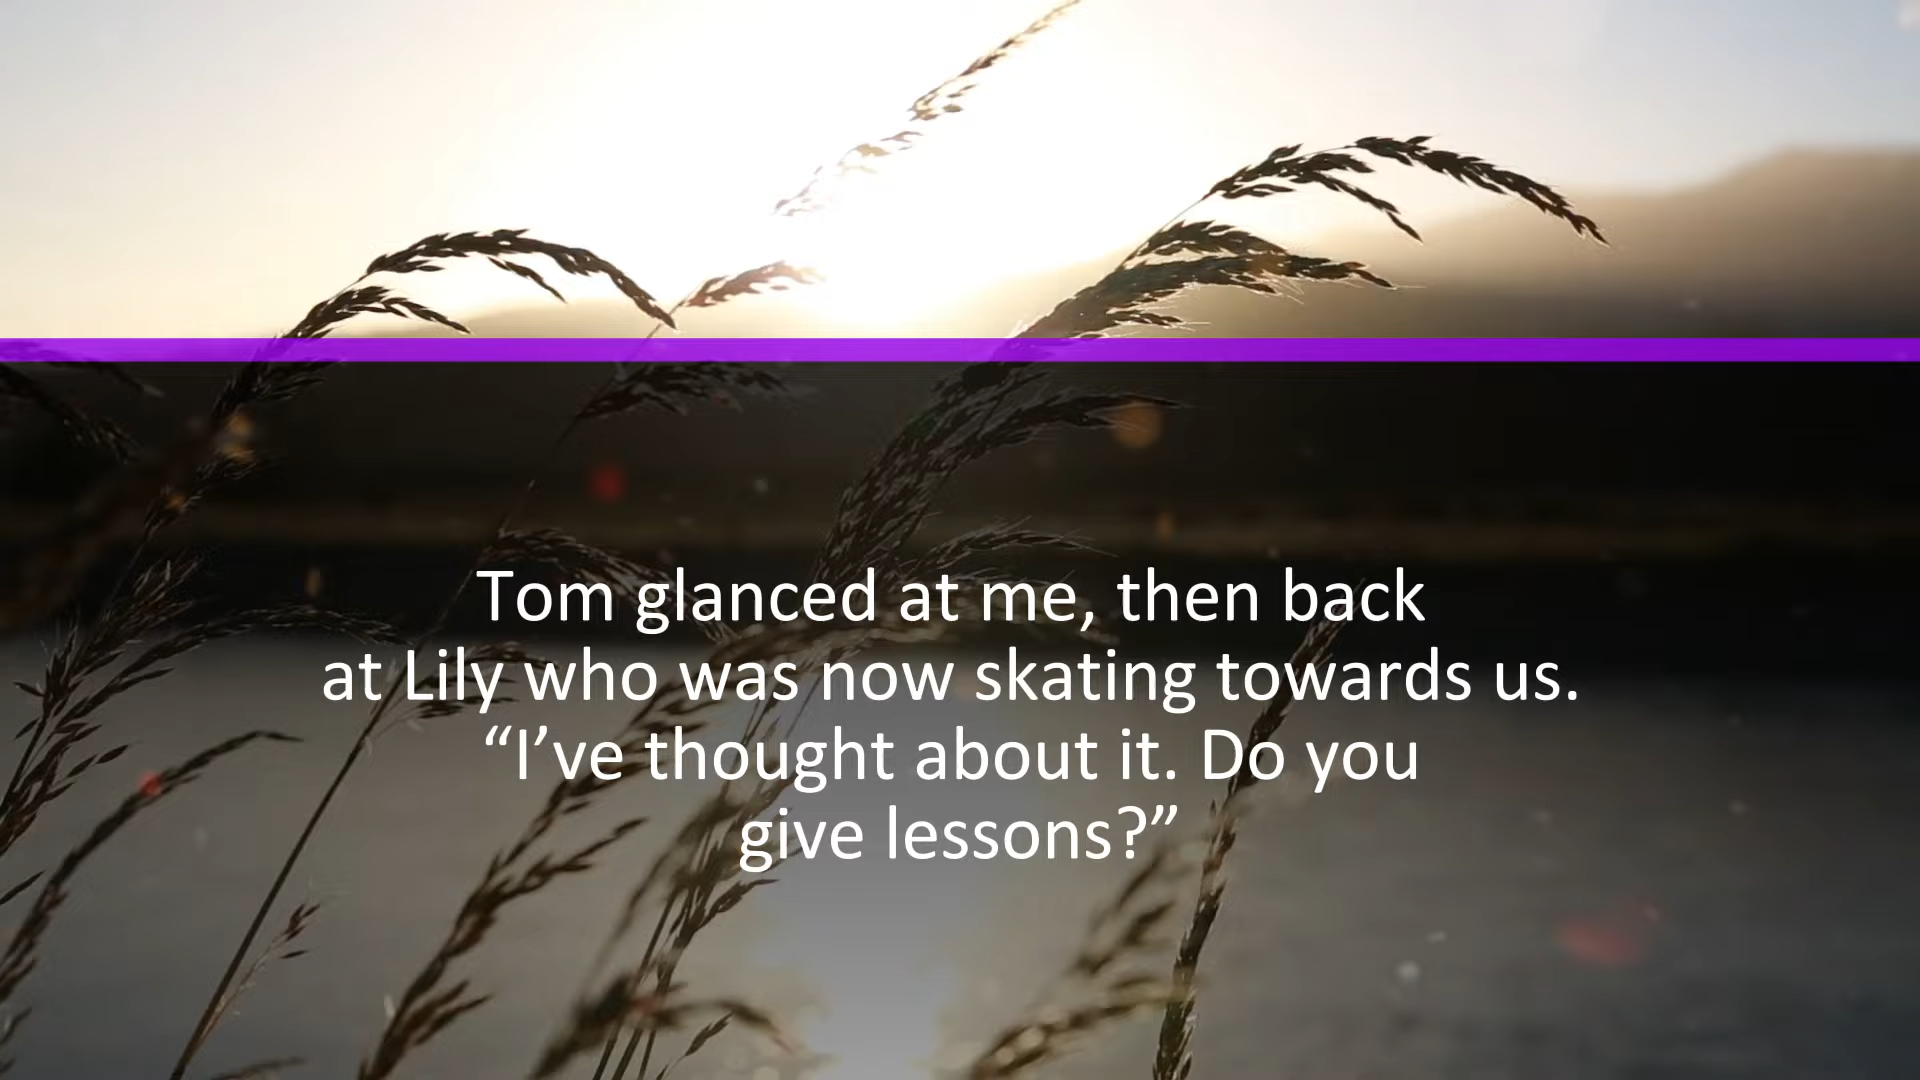 Tom glanced at me, then back
at Lily who was now skating towards us.
“I’ve thought about it. Do you
give lessons?”